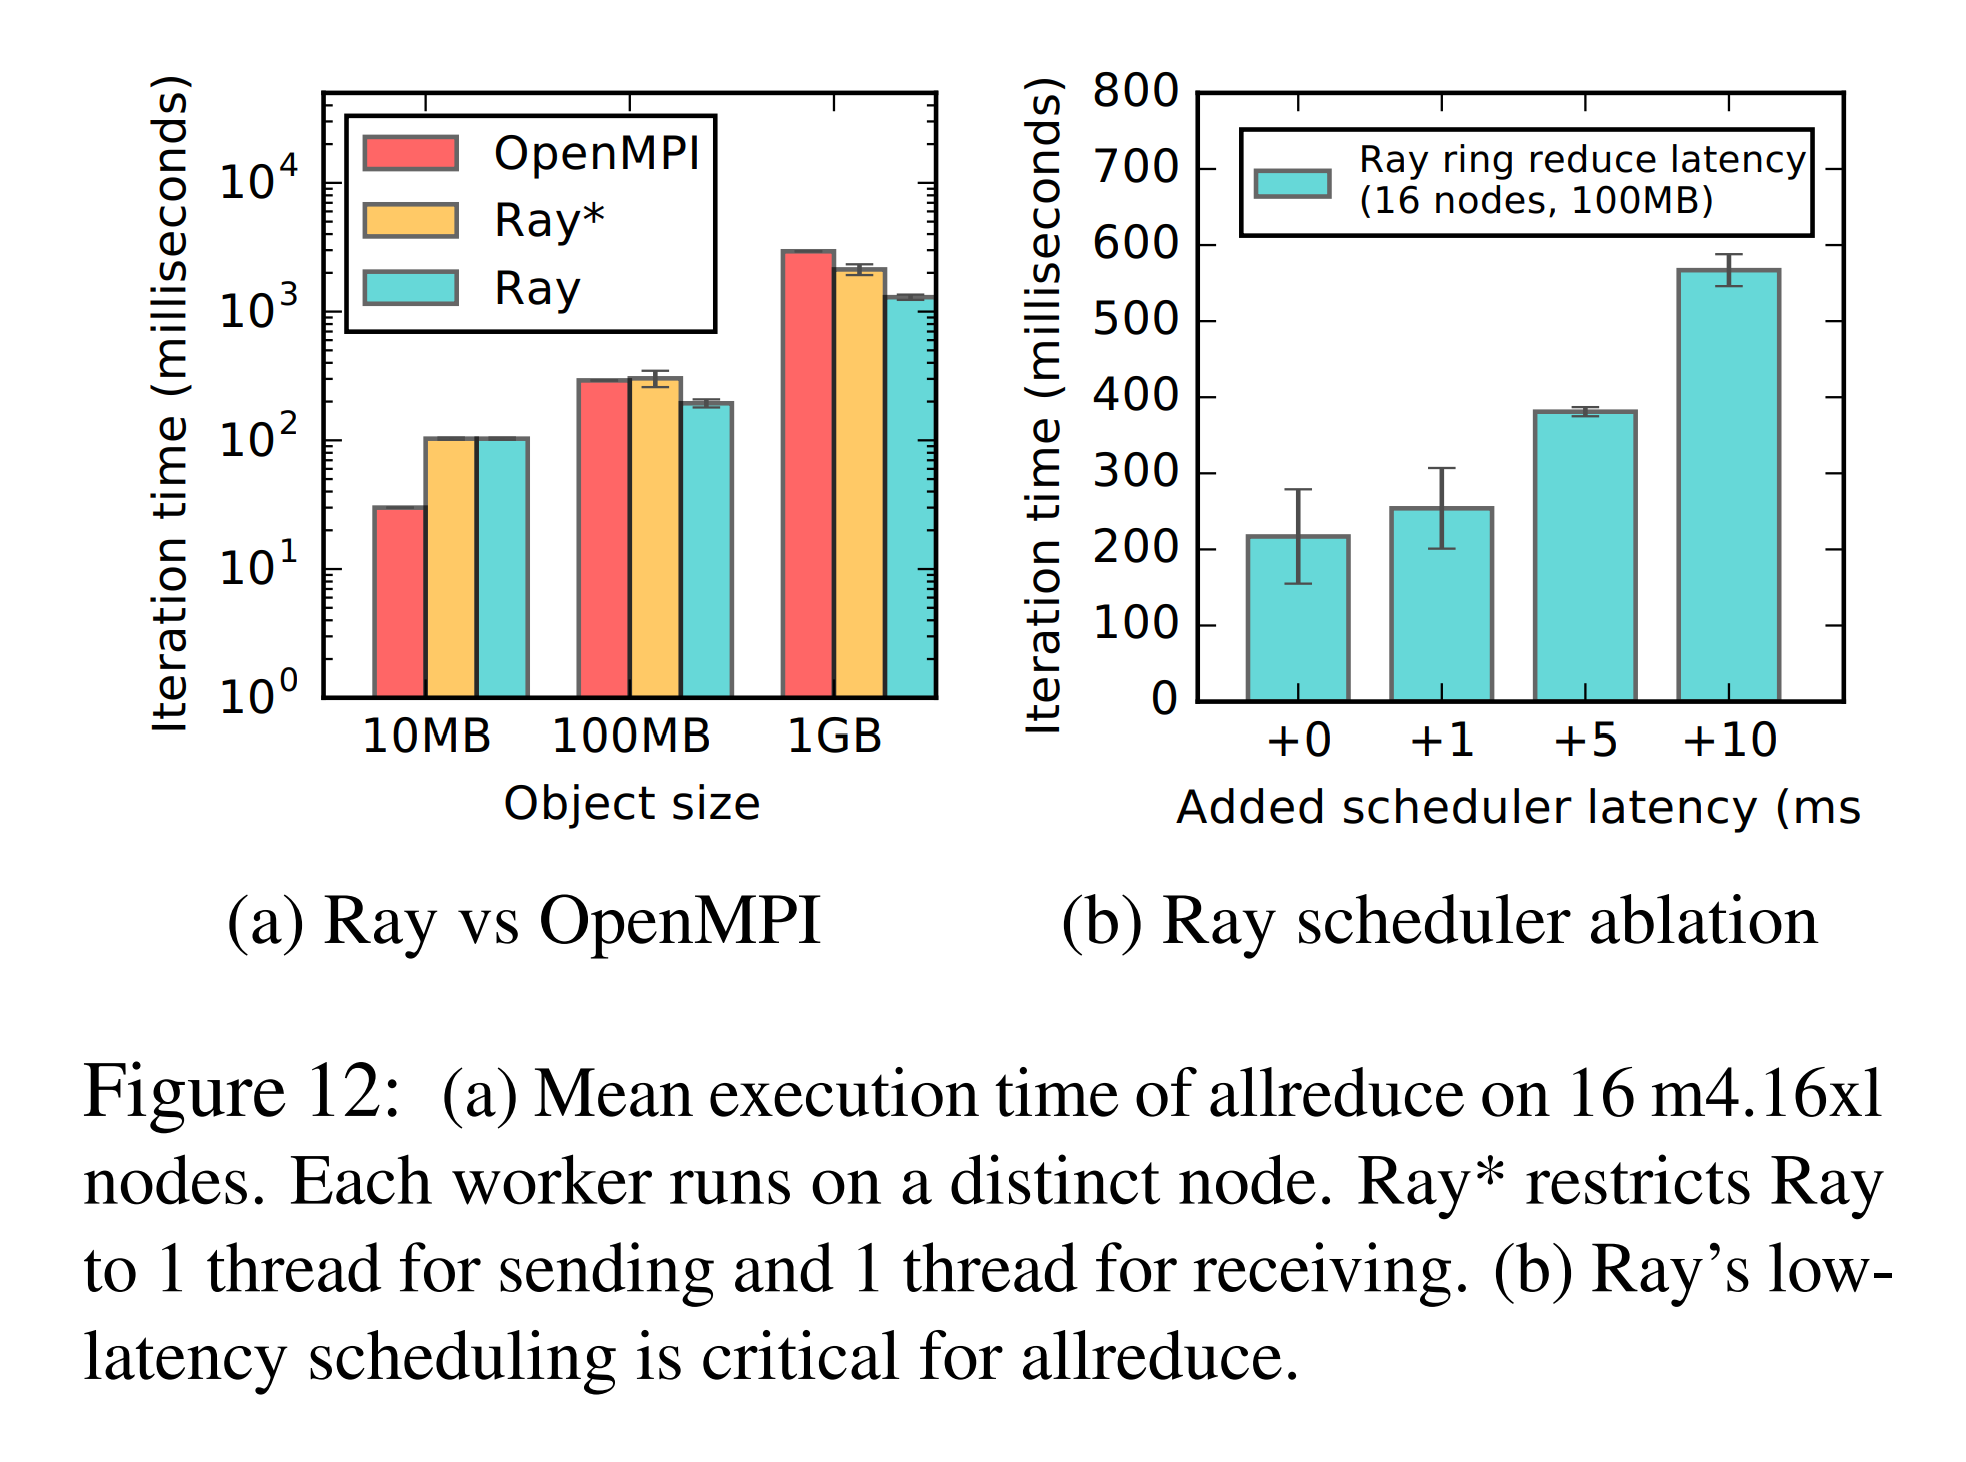 Iteration time (milliseconds)
10^4
10^3
10^2
10^1
10^0
OpenMPI
Ray*
Ray
10MB 100MB 1GB
Object size
(a) Ray vs OpenMPI
Iteration time (milliseconds)
800
700
600
500
400
300
200
100
0
Ray ring reduce latency
(16 nodes, 100MB)
+0 +1 +5 +10
Added scheduler latency (ms
(b) Ray scheduler ablation
Figure 12: (a) Mean execution time of allreduce on 16 m4.16xl
nodes. Each worker runs on a distinct node. Ray* restricts Ray
to 1 thread for sending and 1 thread for receiving. (b) Ray's low-
latency scheduling is critical for allreduce.